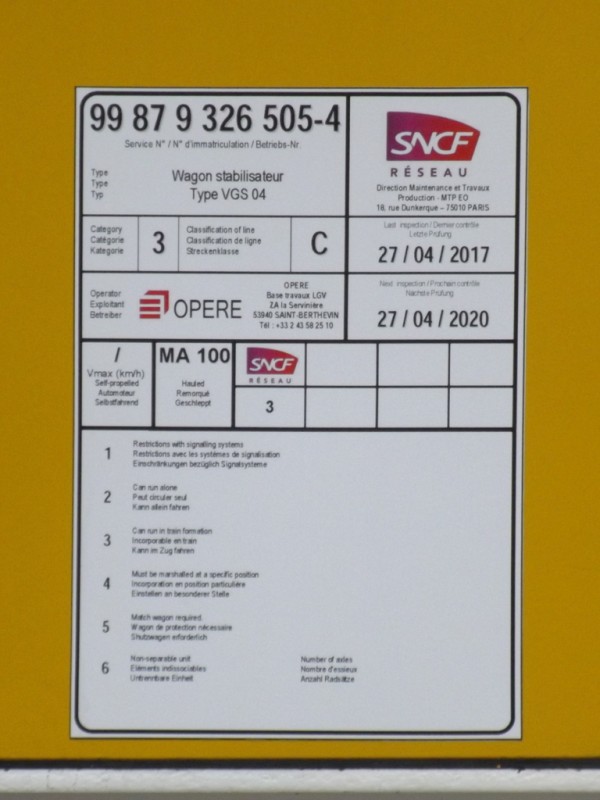 99 87 9 326 505-4
Service N° / N° d'immatriculation / Betriebs-Nr
Type
Type
Typ
Wagon stabilisateur
Type VGS 04
SNCF
RÉSEAU
Direction Maintenance et Travaux
Production - MTP EO
18, rue Dunkerque – 75010 PARIS
Category
Catégorie
Kategorie
3
Classification of line
Classification de ligne
Streckenklasse
C
Last inspection / Dernier contrôle
Letzte Prüfung
27 / 04 / 2017
Operator
Exploitant
Betreiber
OPERE
OPERE
Base travaux LGV
ZA la Servinière
53940 SAINT-BERTHEVIN
Tél : +33 2 43 58 25 10
Next inspection / Prochain contrôle
Nächste Prüfung
27 / 04 / 2020
/
Vmax (km/h)
Self-propelled
Automoteur
Selbstfahrend
MA 100
Hauled
Remorqué
Geschleppt
SNCF
RÉSEAU
3
1
Restrictions with signalling systems
Restrictions avec les systèmes de signalisation
Einschränkungen bezüglich Signalsysteme
2
Can run alone
Peut circuler seul
Kann allein fahren
3
Can run in train formation
Incorporable en train
Kann im Zug fahren
4
Must be marshalled at a specific position
Incorporation en position particulière
Einstellen an besonderer Stelle
5
Match wagon required
Wagon de protection nécessaire
Shutzwagen erforderlich
6
Non-separable unit
Eléments indissociables
Untrennbare Einheit
Number of axles
Nombre d'essieux
Anzahl Radsätze